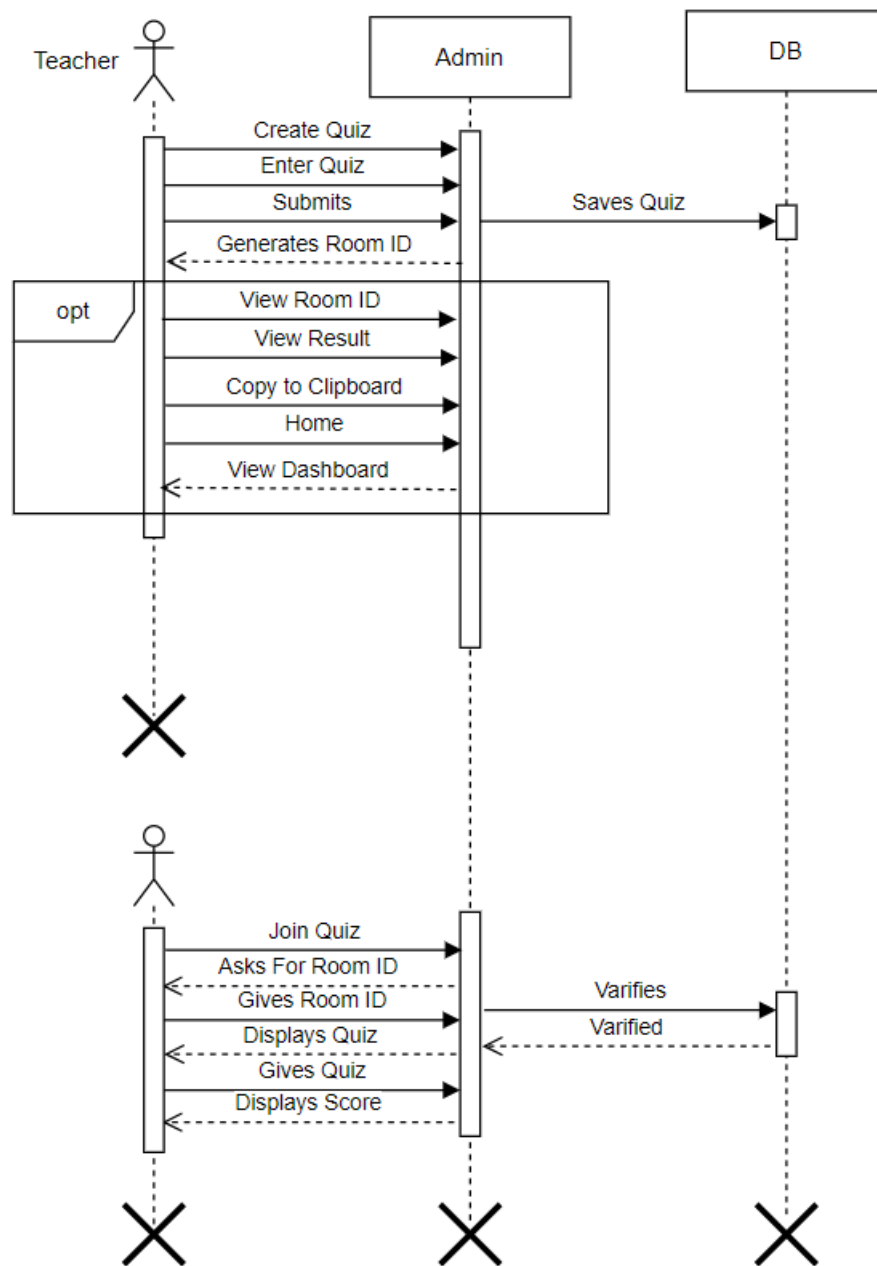 Teacher
Admin
DB
Create Quiz
Enter Quiz
Submits
Saves Quiz
Generates Room ID
opt
View Room ID
View Result
Copy to Clipboard
Home
View Dashboard
Join Quiz
Asks For Room ID
Gives Room ID
Varifies
Displays Quiz
Varified
Gives Quiz
Displays Score